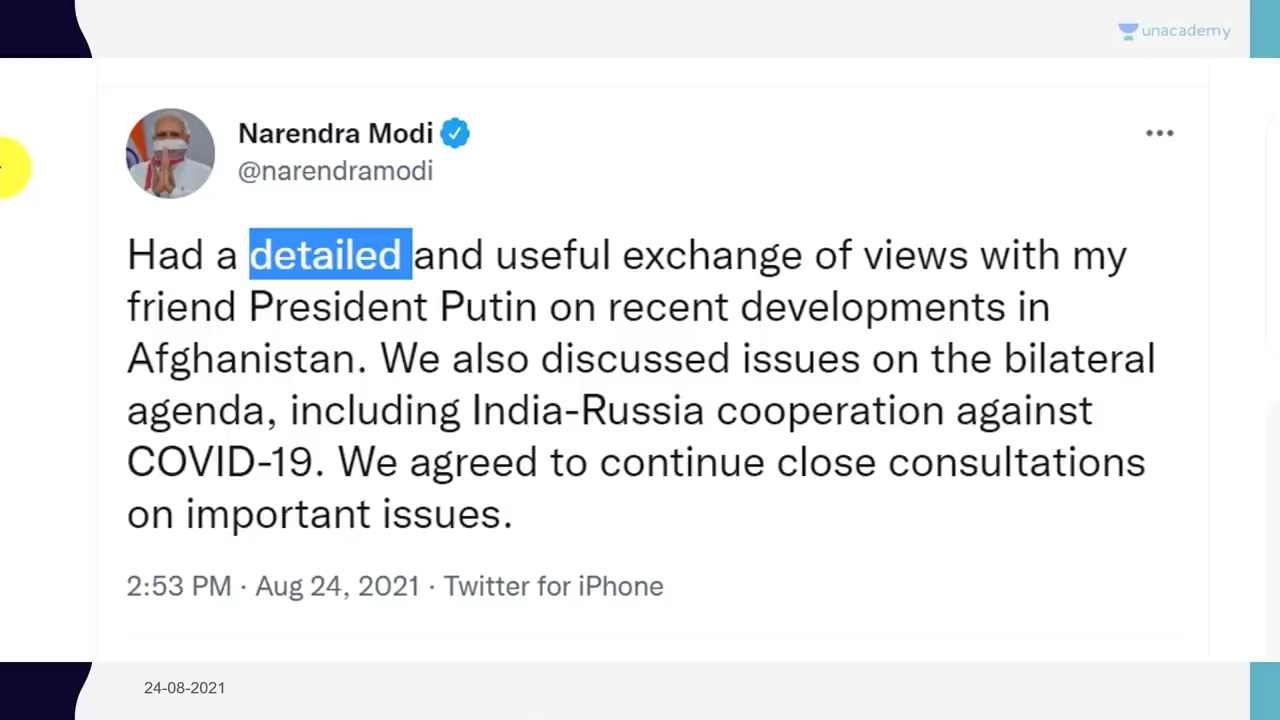 unacademy
Narendra Modi
@narendramodi
Had a detailed and useful exchange of views with my
friend President Putin on recent developments in
Afghanistan. We also discussed issues on the bilateral
agenda, including India-Russia cooperation against
COVID-19. We agreed to continue close consultations
on important issues.
2:53 PM · Aug 24, 2021 · Twitter for iPhone
24-08-2021